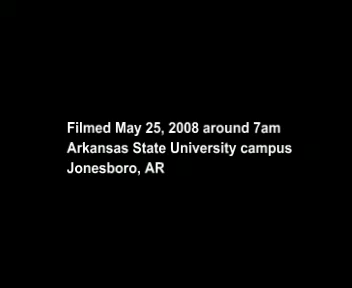 Filmed May 25, 2008 around 7am
Arkansas State University campus
Jonesboro, AR